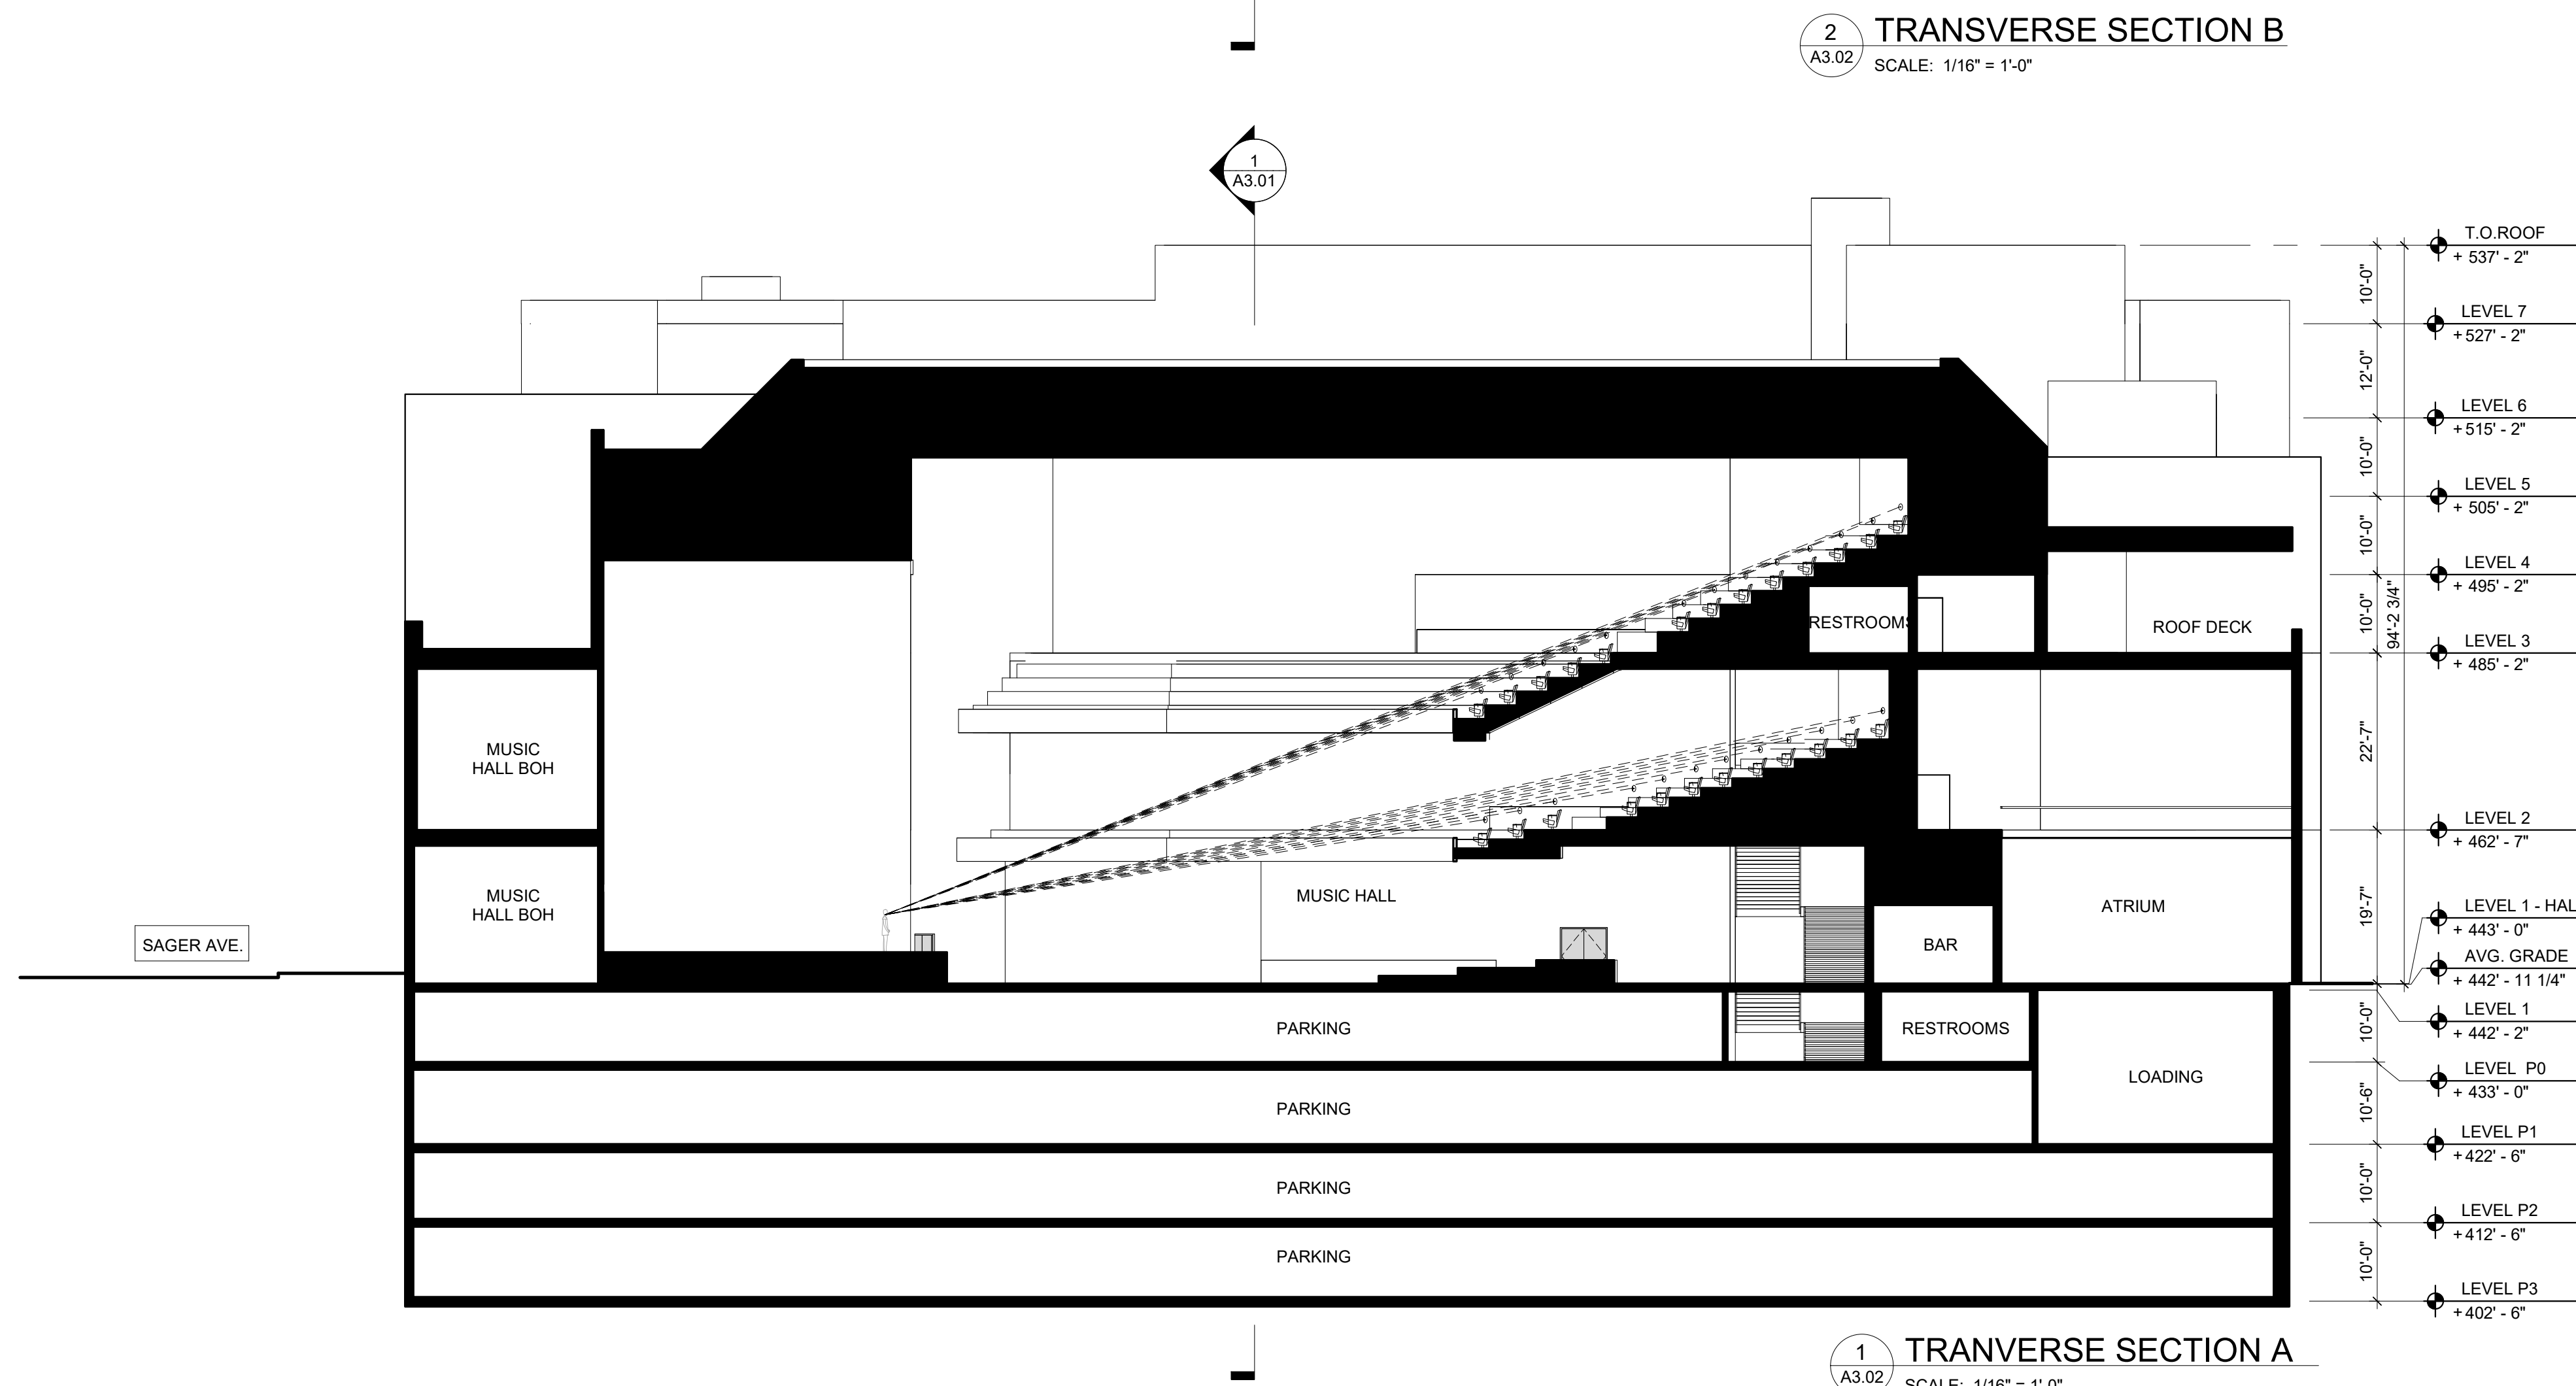 2
A3.02
TRANSVERSE SECTION B
SCALE: 1/16" = 1'-0"
1
A3.01
T.O.ROOF
+ 537' - 2"
10'-0"
LEVEL 7
+ 527' - 2"
12'-0"
LEVEL 6
+ 515' - 2"
10'-0"
LEVEL 5
+ 505' - 2"
10'-0"
LEVEL 4
+ 495' - 2"
10'-0"
94'-2 3/4"
RESTROOMS
ROOF DECK
LEVEL 3
+ 485' - 2"
22'-7"
MUSIC
HALL BOH
LEVEL 2
+ 462' - 7"
19'-7"
MUSIC
HALL BOH
MUSIC HALL
ATRIUM
BAR
SAGER AVE.
LEVEL 1 - HAL
+ 443' - 0"
AVG. GRADE
+ 442' - 11 1/4"
LEVEL 1
+ 442' - 2"
10'-0"
PARKING
RESTROOMS
LEVEL P0
+ 433' - 0"
LOADING
10'-6"
PARKING
LEVEL P1
+ 422' - 6"
10'-0"
PARKING
LEVEL P2
+ 412' - 6"
10'-0"
PARKING
LEVEL P3
+ 402' - 6"
1
A3.02
TRANVERSE SECTION A
SCALE: 1/16" = 1'-0"